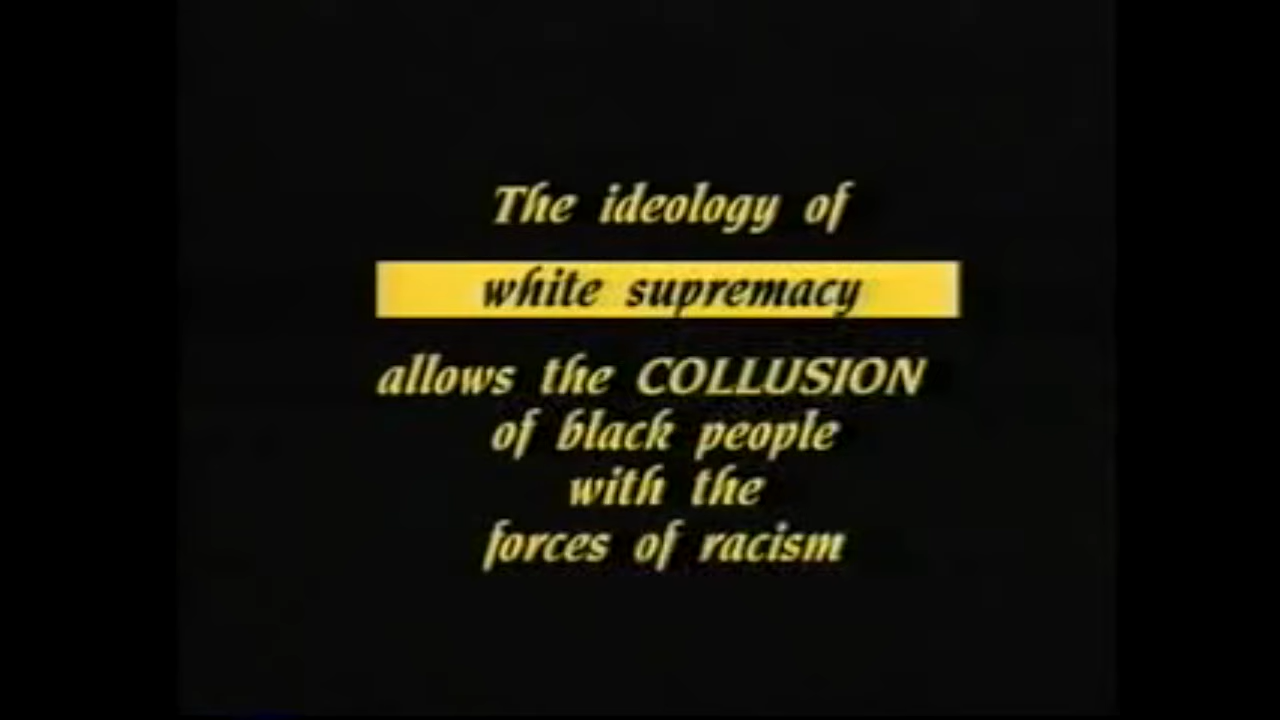 The ideology of
white supremacy
allows the COLLUSION
of black people
with the
forces of racism